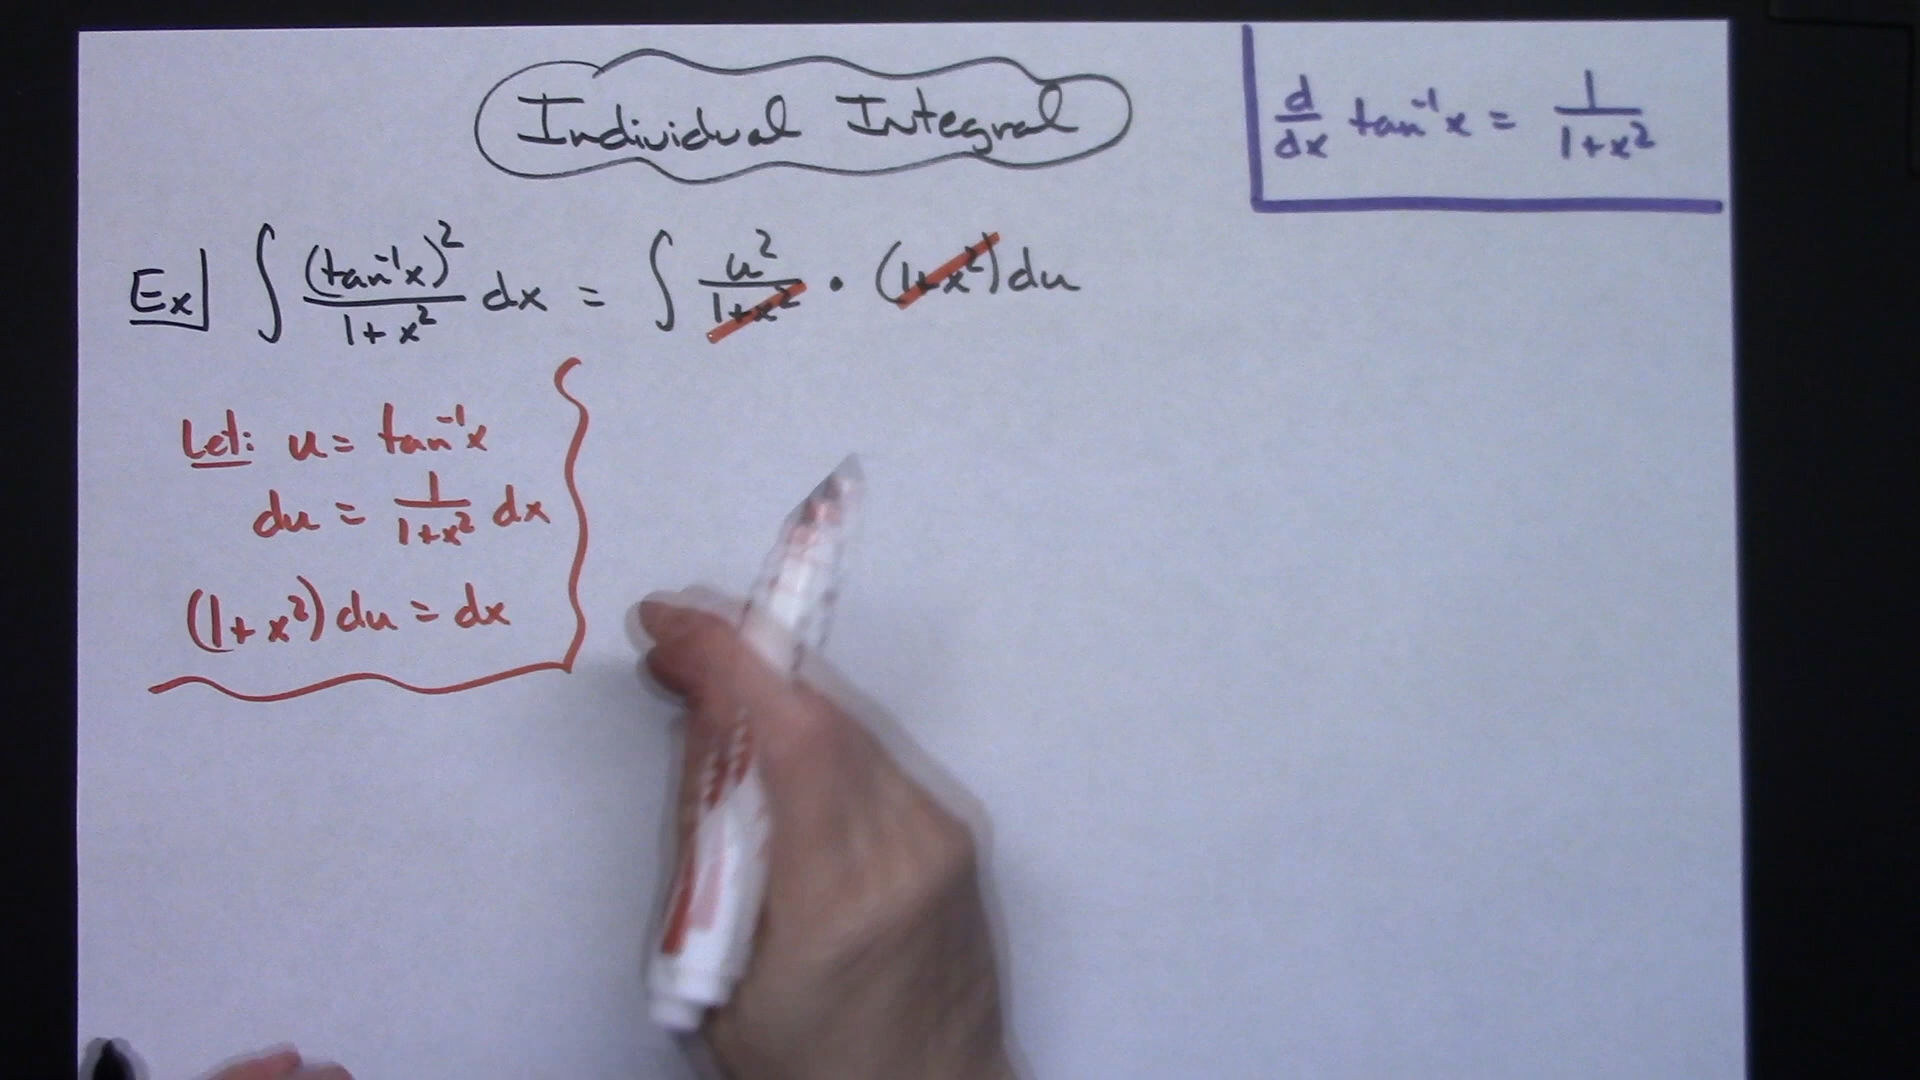 Individual Integral
d/dx tan⁻¹x = 1/(1+x²)
Ex ∫ (tan⁻¹x)²/(1+x²) dx = ∫ u²/(1+x²) • (1+x²) du
Let: u = tan⁻¹x
du = 1/(1+x²) dx
(1+x²) du = dx